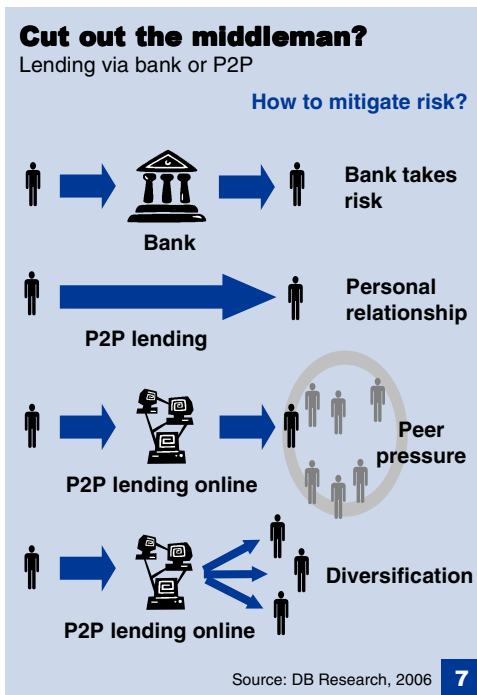 Cut out the middleman?
Lending via bank or P2P
How to mitigate risk?
Bank takes
risk
Bank
Personal
relationship
P2P lending
Peer
pressure
P2P lending online
Diversification
P2P lending online
Source: DB Research, 2006
7